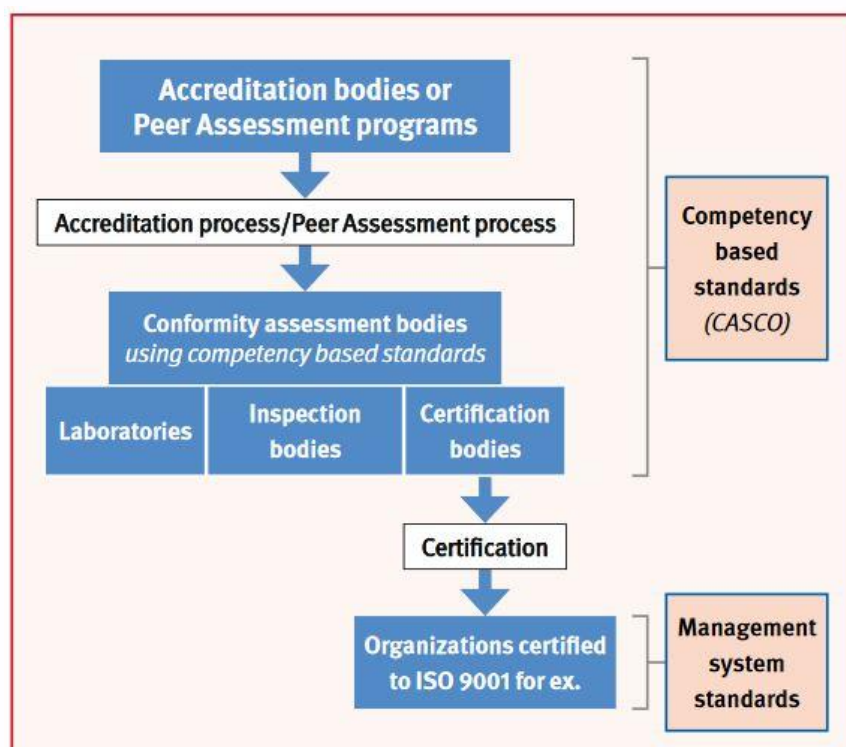 Accreditation bodies or
Peer Assessment programs
Accreditation process/Peer Assessment process
Conformity assessment bodies
using competency based standards
Laboratories
Inspection
bodies
Certification
bodies
Competency
based
standards
(CASCO)
Certification
Organizations certified
to ISO 9001 for ex.
Management
system
standards